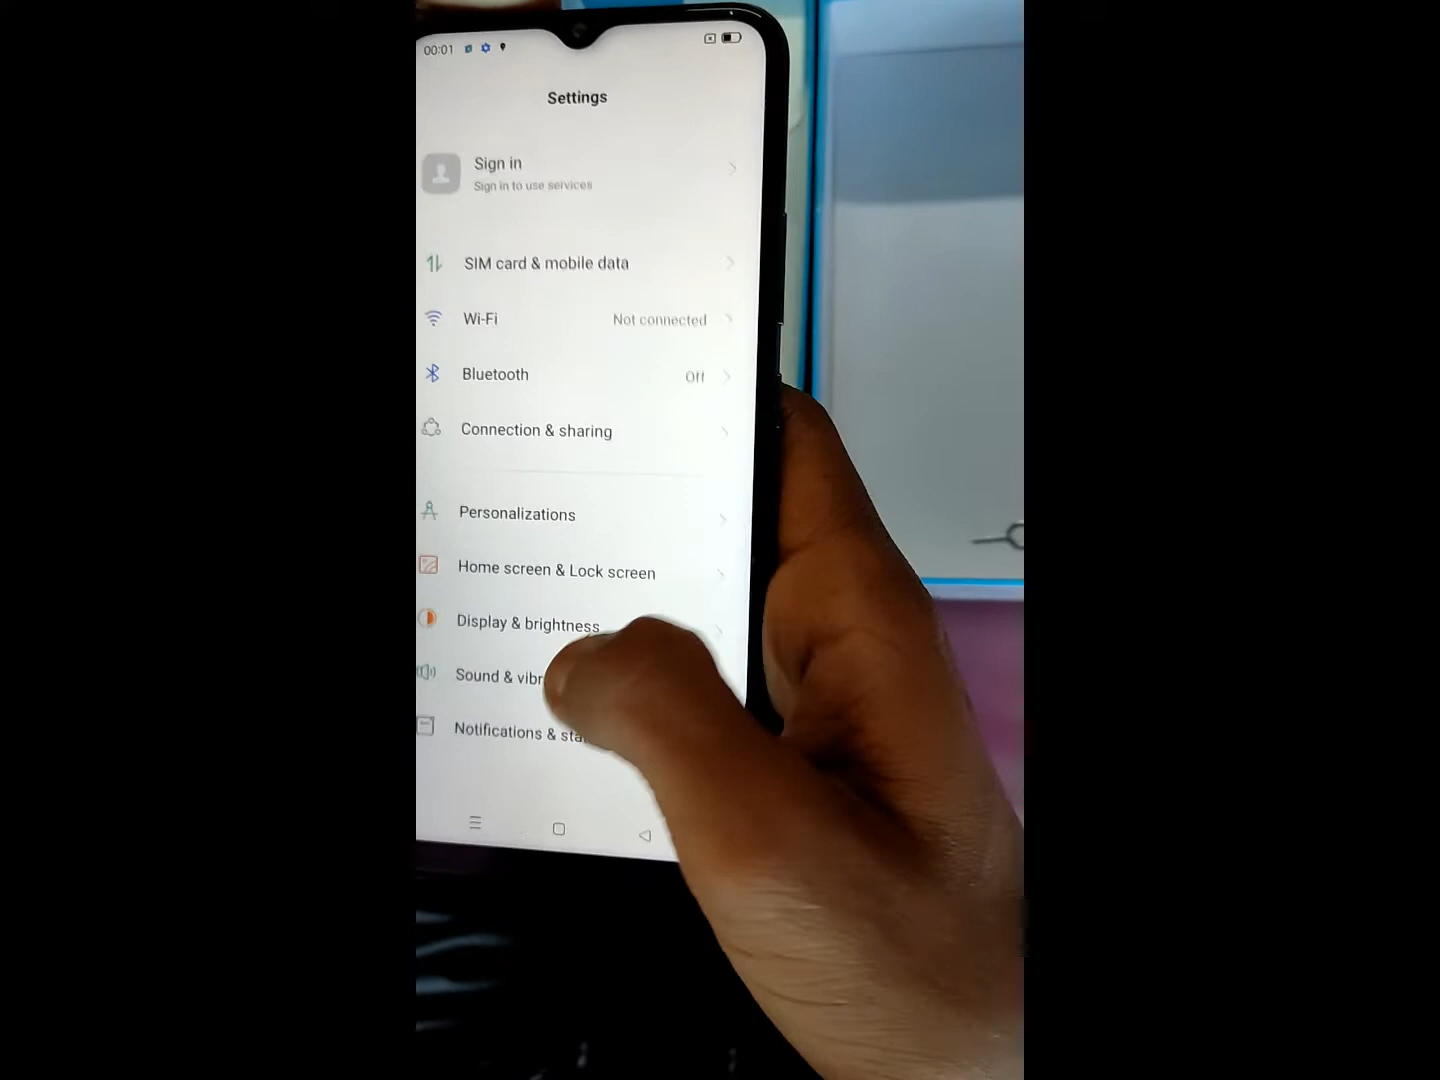 00:01
Settings
Sign in
Sign in to use services
SIM card & mobile data
Wi-Fi Not connected
Bluetooth Off
Connection & sharing
Personalizations
Home screen & Lock screen
Display & brightness
Sound & vibr
Notifications & sta